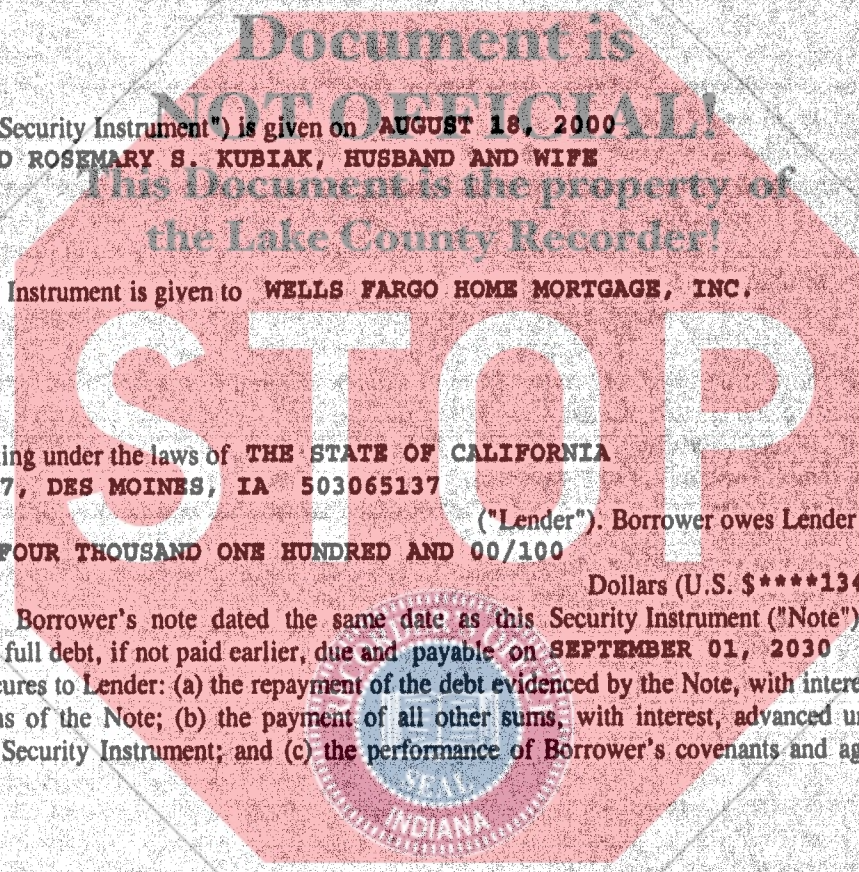 Document is
NOT OFFICIAL!
Security Instrument") is given on AUGUST 18, 2000
D ROSEMARY S. KUBIAK, HUSBAND AND WIFE
This Document is the property of
the Lake County Recorder!
Instrument is given to WELLS FARGO HOME MORTGAGE, INC.
STOP
ing under the laws of THE STATE OF CALIFORNIA
7, DES MOINES, IA 503065137
("Lender"). Borrower owes Lender
FOUR THOUSAND ONE HUNDRED AND 00/100
Dollars (U.S. $****134
Borrower's note dated the same date as this Security Instrument ("Note")
full debt, if not paid earlier, due and payable on SEPTEMBER 01, 2030
ures to Lender: (a) the repayment of the debt evidenced by the Note, with intere
s of the Note; (b) the payment of all other sums, with interest, advanced u
Security Instrument; and (c) the performance of Borrower's covenants and ag
RECORDER'S OFFICE
SEAL
INDIANA